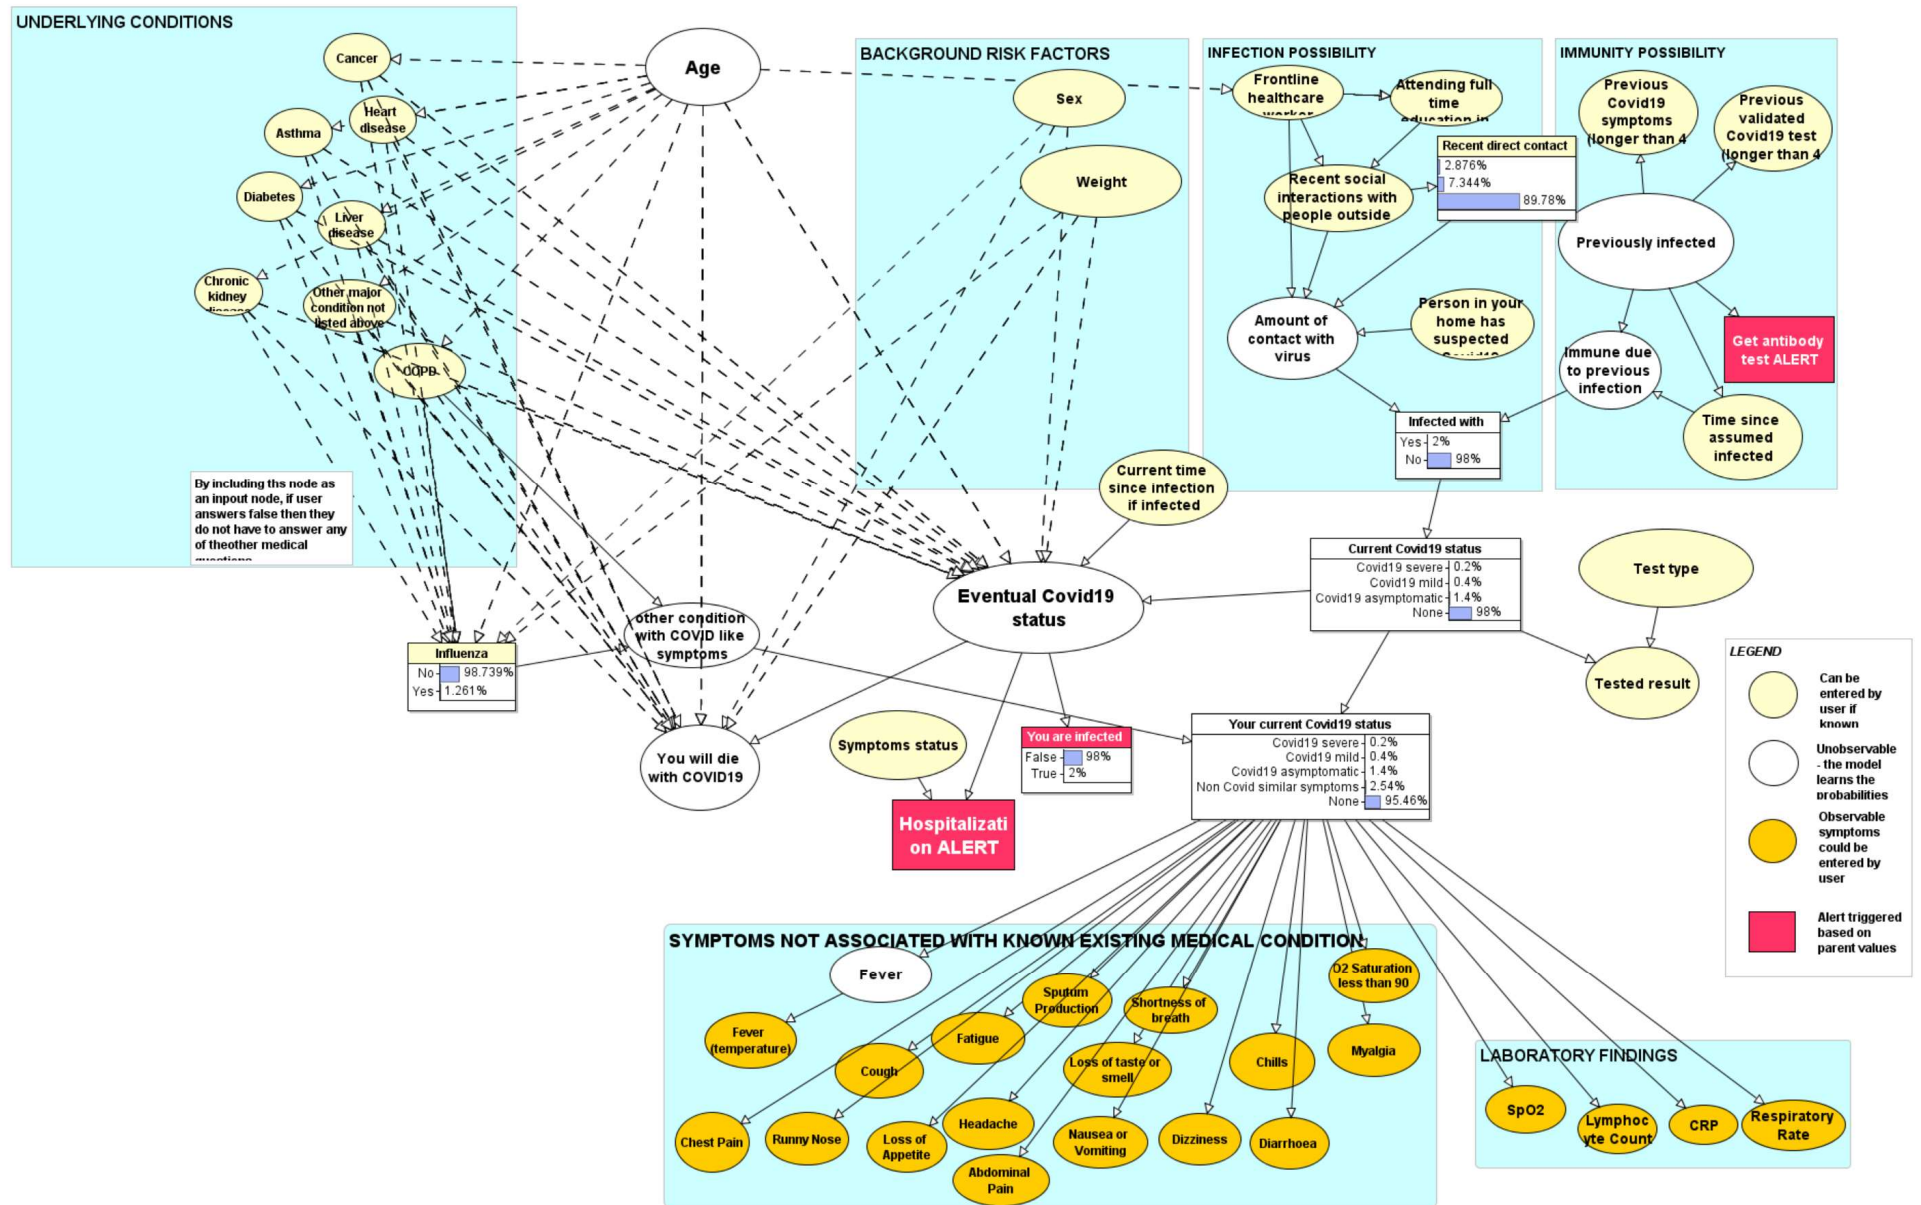 UNDERLYING CONDITIONS
Cancer
Asthma
Heart
disease
Diabetes
Liver
disease
Chronic
kidney
disease
Other major
condition not
listed above
COPD
By including ths node as
an inpout node, if user
answers false then they
do not have to answer any
of theother medical
questions
Age
BACKGROUND RISK FACTORS
Sex
Weight
INFECTION POSSIBILITY
Frontline
healthcare
worker
Attending full
time
education in
Recent direct contact
2.876%
7.344%
89.78%
Recent social
interactions with
people outside
Amount of
contact with
virus
Person in your
home has
suspected
Covid19
Infected with
Yes 2%
No 98%
IMMUNITY POSSIBILITY
Previous
Covid19
symptoms
(longer than 4
Previous
validated
Covid19 test
(longer than 4
Previously infected
Get antibody
test ALERT
Immune due
to previous
infection
Time since
assumed
infected
Current time
since infection
if infected
Eventual Covid19
status
Current Covid19 status
Covid19 severe 0.2%
Covid19 mild 0.4%
Covid19 asymptomatic 1.4%
None 98%
Test type
Tested result
Influenza
No 98.739%
Yes 1.261%
other condition
with COVID like
symptoms
You will die
with COVID19
Symptoms status
Hospitalizati
on ALERT
You are infected
False 98%
True 2%
Your current Covid19 status
Covid19 severe 0.2%
Covid19 mild 0.4%
Covid19 asymptomatic 1.4%
Non Covid similar symptoms 2.54%
None 95.46%
LEGEND
Can be
entered by
user if
known
Unobservable
- the model
learns the
probabilities
Observable
symptoms
could be
entered by
user
Alert triggered
based on
parent values
SYMPTOMS NOT ASSOCIATED WITH KNOWN EXISTING MEDICAL CONDITION
Fever
Fever
(temperature)
Cough
Fatigue
Sputum
Production
Shortness of
breath
Loss of taste or
smell
Chills
O2 Saturation
less than 90
Myalgia
Chest Pain
Runny Nose
Loss of
Appetite
Headache
Abdominal
Pain
Nausea or
Vomiting
Dizziness
Diarrhoea
LABORATORY FINDINGS
SpO2
Lymphoc
yte Count
CRP
Respiratory
Rate